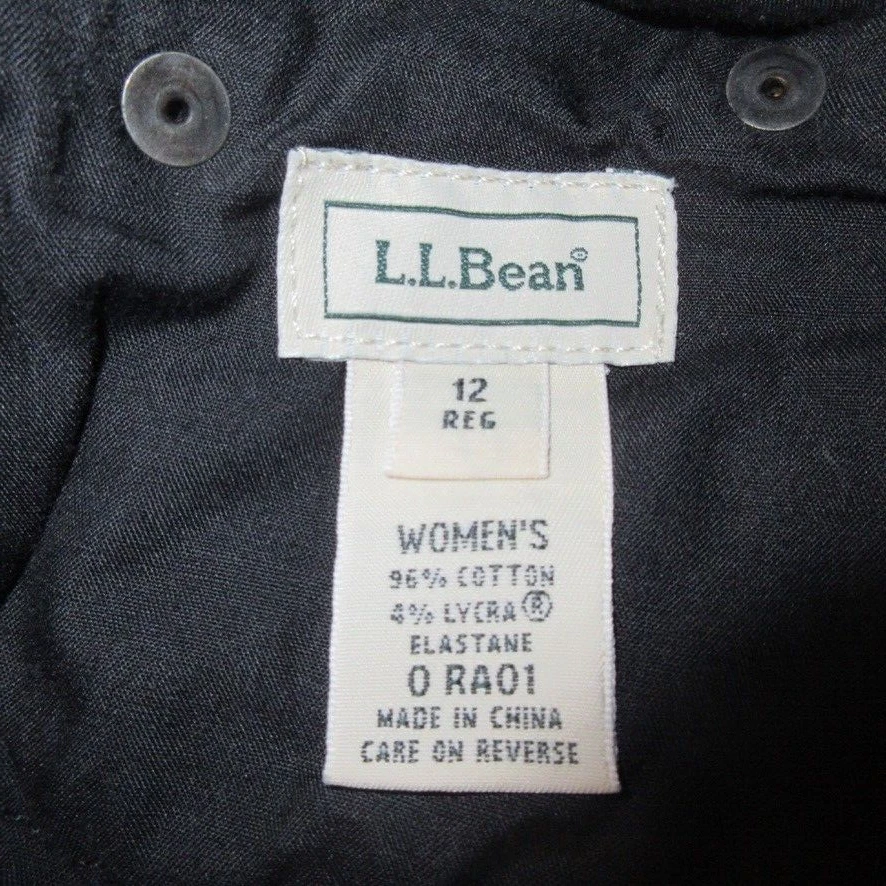 L.L.Bean®
12
REG
WOMEN'S
96% COTTON
4% LYCRA®
ELASTANE
0 RA01
MADE IN CHINA
CARE ON REVERSE